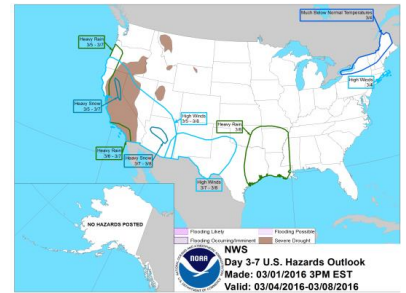 Much Below Normal Temperatures
3/4
Heavy Rain
3/5 - 3/7
High Winds
3/4
Heavy Snow
3/5 - 3/7
High Winds
3/5 - 3/6
Heavy Rain
3/8
Heavy Rain
3/6 - 3/7
Heavy Snow
3/7 - 3/8
High Winds
3/7 - 3/8
NO HAZARDS POSTED
Flooding Likely
Flooding Possible
Flooding Occurring/Imminent
Severe Drought
NOAA
NWS
Day 3-7 U.S. Hazards Outlook
Made: 03/01/2016 3PM EST
Valid: 03/04/2016-03/08/2016